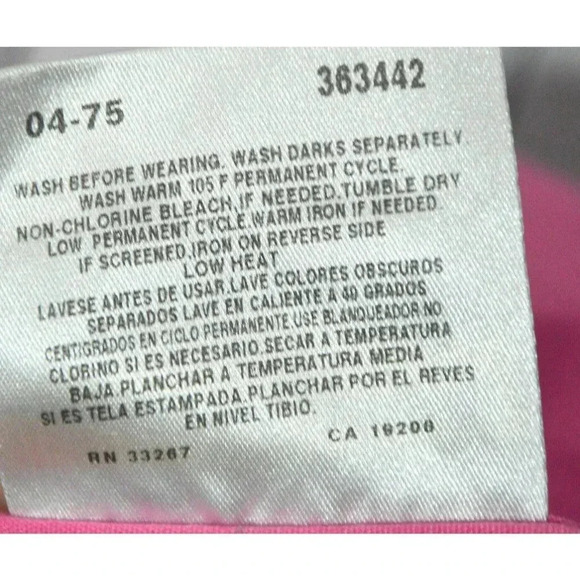 363442
04-75
WASH BEFORE WEARING. WASH DARKS SEPARATELY.
WASH WARM 105 F PERMANENT CYCLE.
NON-CHLORINE BLEACH,IF NEEDED.TUMBLE DRY
LOW PERMANENT CYCLE.WARM IRON IF NEEDED.
IF SCREENED,IRON ON REVERSE SIDE
LOW HEAT
LAVESE ANTES DE USAR.LAVE COLORES OBSCUROS
SEPARADOS LAVE EN CALIENTE A 40 GRADOS
CENTIGRADOS EN CICLO PERMANENTE.USE BLANQUEADOR NO
CLORINO SI ES NECESARIO.SECAR A TEMPERATURA
BAJA.PLANCHAR A TEMPERATURA MEDIA
SI ES TELA ESTAMPADA,PLANCHAR POR EL REVES
EN NIVEL TIBIO.
RN 33267 CA 19206